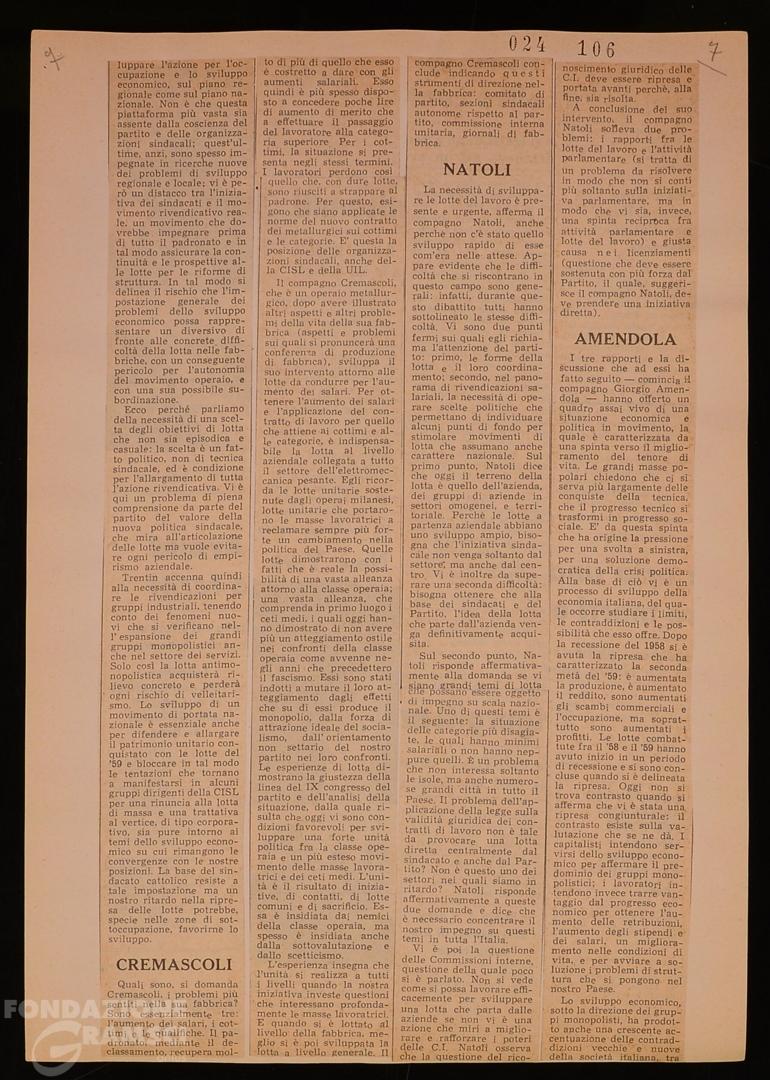 7
024 106
7
luppare l'azione per l'oc-
cupazione e lo sviluppo
economico, sul piano re-
gionale come sul piano na-
zionale. Non è che questa
piattaforma più vasta sia
assente dalla coscienza del
partito e delle organizza-
zioni sindacali; quest'ul-
time, anzi, sono spesso im-
pegnate in ricerche nuove
dei problemi di sviluppo
regionale e locale; vi è pe-
rò un distacco tra l'inizia-
tiva dei sindacati e il mo-
vimento rivendicativo rea-
le, un movimento che do-
vrebbe impegnare prima
di tutto il padronato e in
tal modo assicurare la con-
tinuità e le prospettive al-
le lotte per le riforme di
struttura. In tal modo si
delinea il rischio che l'im-
postazione generale dei
problemi dello sviluppo
economico possa rappre-
sentare un diversivo di
fronte alle concrete diffi-
coltà della lotta nelle fab-
briche, con un conseguente
pericolo per l'autonomia
del movimento operaio, e
con una sua possibile su-
bordinazione.
Ecco perchè parliamo
della necessità di una scel-
ta degli obiettivi di lotta
che non sia episodica e
casuale: la scelta è un fat-
to politico, non di tecnica
sindacale, ed è condizione
per l'allargamento di tutta
l'azione rivendicativa. Vi è
qui un problema di piena
comprensione da parte del
partito del valore della
nuova politica sindacale,
che mira all'articolazione
delle lotte ma vuole evita-
re ogni pericolo di empi-
rismo aziendale.
Trentin accenna quindi
alla necessità di coordina-
re le rivendicazioni per
gruppi industriali, tenendo
conto dei fenomeni nuo-
vi che si verificano nel-
l'espansione dei grandi
gruppi monopolistici an-
che nel settore dei servizi.
Solo così la lotta antimo-
nopolistica acquisterà ri-
lievo concreto e perderà
ogni rischio di velleitari-
smo. Lo sviluppo di un
movimento di portata na-
zionale è essenziale anche
per difendere e allargare
il patrimonio unitario con-
quistato con le lotte del
'59 e bloccare in tal modo
le tentazioni che tornano
a manifestarsi in alcuni
gruppi dirigenti della CISL
per una rinuncia alla lotta
di massa e una trattativa
al vertice, di tipo corpora-
tivo, sia pure intorno ai
temi dello sviluppo econo-
mico su cui rimangono le
convergenze con le nostre
posizioni. La base del sin-
dacato cattolico resiste a
tale impostazione ma un
nostro ritardo nella ripre-
sa delle lotte potrebbe,
specie nelle zone di sot-
toccupazione, favorirne lo
sviluppo.
CREMASCOLI
Quali sono, si domanda
Cremascoli, i problemi più
sentiti nella sua fabbrica?
Sono essenzialmente tre:
l'aumento dei salari, i cot-
timi, le qualifiche. Il pa-
dronato, mediante il de-
classamento, recupera mol-
to di più di quello che esso
è costretto a dare con gli
aumenti salariali. Esso
quindi è più spesso dispo-
sto a concedere poche lire
di aumento di merito che
a effettuare il passaggio
del lavoratore alla catego-
ria superiore Per i cot-
timi, la situazione si pre-
senta negli stessi termini.
I lavoratori perdono così
quello che, con dure lotte,
sono riusciti a strappare al
padrone. Per questo, esi-
gono che siano applicate le
norme del nuovo contratto
dei metallurgici sui cottimi
e le categorie. E' questa la
posizione delle organizza-
zioni sindacali, anche del-
la CISL e della UIL.
Il compagno Cremascoli,
che è un operaio metallur-
gico, dopo avere illustrato
altri aspetti e altri proble-
mi della vita della sua fab-
brica (aspetti e problemi
sui quali si pronuncerà una
conferenza di produzione
di fabbrica), sviluppa il
suo intervento attorno alle
lotte da condurre per l'au-
mento dei salari. Per ot-
tenere l'aumento dei salari
e l'applicazione del con-
tratto di lavoro per quello
che attiene ai cottimi e al-
le categorie, è indispensa-
bile la lotta al livello
aziendale collegata a tutto
il settore dell'elettromec-
canica pesante. Egli ricor-
da le lotte unitarie soste-
nute dagli operai milanesi,
lotte unitarie che portaro-
no le masse lavoratrici a
reclamare sempre più for-
te un cambiamento nella
politica del Paese. Quelle
lotte dimostrarono con i
fatti che è reale la possi-
bilità di una vasta alleanza
attorno alla classe operaia;
una vasta alleanza, che
comprenda in primo luogo i
ceti medi, i quali oggi han-
no dimostrato di non avere
più un atteggiamento ostile
nei confronti della classe
operaia come avvenne ne-
gli anni che precedettero
il fascismo. Essi sono stati
indotti a mutare il loro at-
teggiamento dagli effetti
che su di essi produce il
monopolio, dalla forza di
attrazione ideale del socia-
lismo, dall'orientamento
non settario del nostro
partito nei loro confronti.
Le esperienze di lotta di-
mostrano la giustezza della
linea del IX congresso del
partito e dell'analisi della
situazione, dalla quale ri-
sulta che oggi vi sono con-
dizioni favorevoli per svi-
luppare una forte unità
politica fra la classe ope-
raia e un più esteso movi-
mento delle masse lavora-
trici e dei ceti medi. L'uni-
tà è il risultato di inizia-
tive, di contatti, di lotte
comuni e di sacrificio. Es-
sa è insidiata dai nemici
della classe operaia, ma
spesso è insidiata anche
dalla sottovalutazione e
dallo scetticismo.
L'esperienza insegna che
l'unità si realizza a tutti
i livelli quando la nostra
iniziativa investe questioni
che interessano profonda-
mente le masse lavoratrici.
E quando si è lottato al
livello della fabbrica, me-
glio si è poi sviluppata la
lotta a livello generale. Il
compagno Cremascoli con-
clude indicando questi
strumenti di direzione nel-
la fabbrica: comitato di
partito, sezioni sindacali
autonome rispetto al par-
tito, commissione interna
unitaria, giornali di fab-
brica.
NATOLI
La necessità di sviluppa-
re le lotte del lavoro è pre-
sente e urgente, afferma il
compagno Natoli, anche
perchè non c'è stato quello
sviluppo rapido di esse
com'era nelle attese. Ap-
pare evidente che le diffi-
coltà che si riscontrano in
questo campo sono gene-
rali: infatti, durante que-
sto dibattito tutti hanno
sottolineato le stesse diffi-
coltà. Vi sono due punti
fermi sui quali egli richia-
ma l'attenzione del parti-
to: primo, le forme della
lotta e il loro coordina-
mento; secondo, nel pa-
norama di rivendicazioni sa-
lariali, la necessità di ope-
rare scelte politiche che
permettano di individuare
alcuni punti di fondo per
stimolare movimenti di
lotta che assumano anche
carattere nazionale. Sul
primo punto, Natoli dice
che oggi il terreno della
lotta è quello dell'azienda,
dei gruppi di aziende in
settori omogenei, e terri-
toriale. Perchè le lotte a
partenza aziendale abbiano
uno sviluppo ampio, biso-
gna che l'iniziativa sinda-
cale non venga soltanto dal
settore, ma anche dal cen-
tro. Vi è inoltre da supe-
rare una seconda difficoltà:
bisogna ottenere che alla
base dei sindacati e del
Partito, l'idea della lotta
che parte dall'azienda ven-
ga definitivamente acqui-
sita.
Sul secondo punto, Na-
toli risponde affermativa-
mente alla domanda se vi
siano grandi temi di lotta
che possano essere oggetto
di impegno su scala nazio-
nale. Uno di questi temi è
il seguente: la situazione
delle categorie più disagia-
te, le quali hanno minimi
salariali o non hanno nep-
pure quelli. È un problema
che non interessa soltanto
le isole, ma anche numero-
se grandi città in tutto il
Paese. Il problema dell'ap-
plicazione della legge sulla
validità giuridica dei con-
tratti di lavoro non è tale
da provocare una lotta
diretta centralmente dal
sindacato e anche dal Par-
tito? Non è questo uno dei
settori nei quali siamo in
ritardo? Natoli risponde
affermativamente a queste
due domande e dice che
è necessario concentrare il
nostro impegno su questi
temi in tutta l'Italia.
Vi è poi la questione
delle Commissioni interne,
questione della quale poco
si è parlato. Non si vede
come si possa lavorare effi-
cacemente per sviluppare
una lotta che parta dalle
aziende se non vi è una
azione che miri a miglio-
rare e rafforzare i poteri
delle C.I. Natoli osserva
che la questione del rico-
noscimento giuridico delle
C.I. deve essere ripresa e
portata avanti perchè, alla
fine, sia risolta.
A conclusione del suo
intervento, il compagno
Natoli solleva due pro-
blemi: i rapporti fra le
lotte del lavoro e l'attività
parlamentare (si tratta di
un problema da risolvere
in modo che non si conti
più soltanto sulla iniziati-
va parlamentare, ma in
modo che vi sia, invece,
una spinta reciproca fra
attività parlamentare e
lotte del lavoro) e giusta
causa nei licenziamenti
(questione che deve essere
sostenuta con più forza dal
Partito, il quale, suggeri-
sce il compagno Natoli, de-
ve prendere una iniziativa
diretta).
AMENDOLA
I tre rapporti e la di-
scussione che ad essi ha
fatto seguito — comincia il
compagno Giorgio Amen-
dola — hanno offerto un
quadro assai vivo di una
situazione economica e
politica in movimento, la
quale è caratterizzata da
una spinta verso il miglio-
ramento del tenore di
vita. Le grandi masse po-
polari chiedono che ci si
serva più largamente delle
conquiste della tecnica,
che il progresso tecnico si
trasformi in progresso so-
ciale. E' da questa spinta
che ha origine la pressione
per una svolta a sinistra,
per una soluzione demo-
cratica della crisi politica.
Alla base di ciò vi è un
processo di sviluppo della
economia italiana, del qua-
le occorre studiare i limiti,
le contraddizioni e le pos-
sibilità che esso offre. Dopo
la recessione del 1958 si è
avuta la ripresa che ha
caratterizzato la seconda
metà del '59: è aumentata
la produzione, è aumentato
il reddito, sono aumentati
gli scambi commerciali e
l'occupazione, ma soprat-
tutto sono aumentati i
profitti. Le lotte combat-
tute fra il '58 e il '59 hanno
avuto inizio in un periodo
di recessione e si sono con-
cluse quando si è delineata
la ripresa. Oggi non si
trova contrasto quando si
afferma che vi è stata una
ripresa congiunturale: il
contrasto esiste sulla va-
lutazione che se ne dà. I
capitalisti intendono ser-
virsi dello sviluppo econo-
mico per affermare il pre-
dominio dei gruppi mono-
polistici; i lavoratori in-
tendono invece trarre van-
taggio dal progresso eco-
nomico per ottenere l'au-
mento delle retribuzioni,
l'aumento degli stipendi e
dei salari, un migliora-
mento nelle condizioni di
vita, e per avviare a so-
luzione i problemi di strut-
tura che si pongono nel
nostro Paese.
Lo sviluppo economico,
sotto la direzione dei grup-
pi monopolisti, ha prodot-
to anche una crescente ac-
centuazione delle contrad-
dizioni vecchie e nuove
della società italiana, tra
FONDAZIONE
GRAMSCI